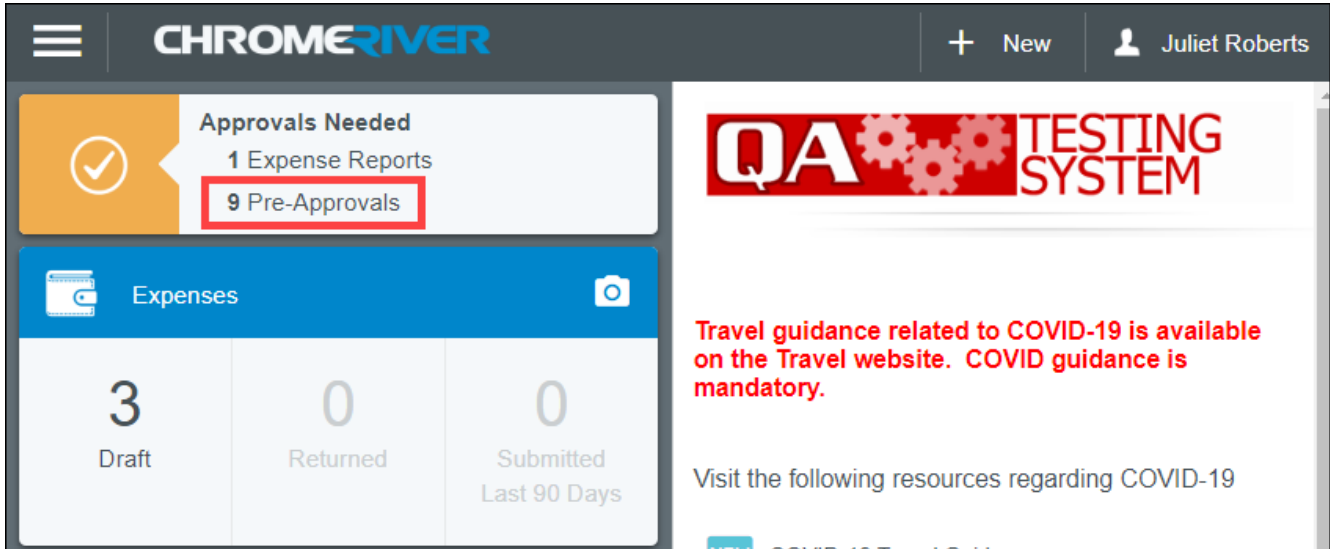 CHROMERIVER
+ New
Juliet Roberts
Approvals Needed
1 Expense Reports
9 Pre-Approvals
Expenses
3
Draft
0
Returned
0
Submitted
Last 90 Days
QA TESTING
SYSTEM
Travel guidance related to COVID-19 is available
on the Travel website. COVID guidance is
mandatory.
Visit the following resources regarding COVID-19